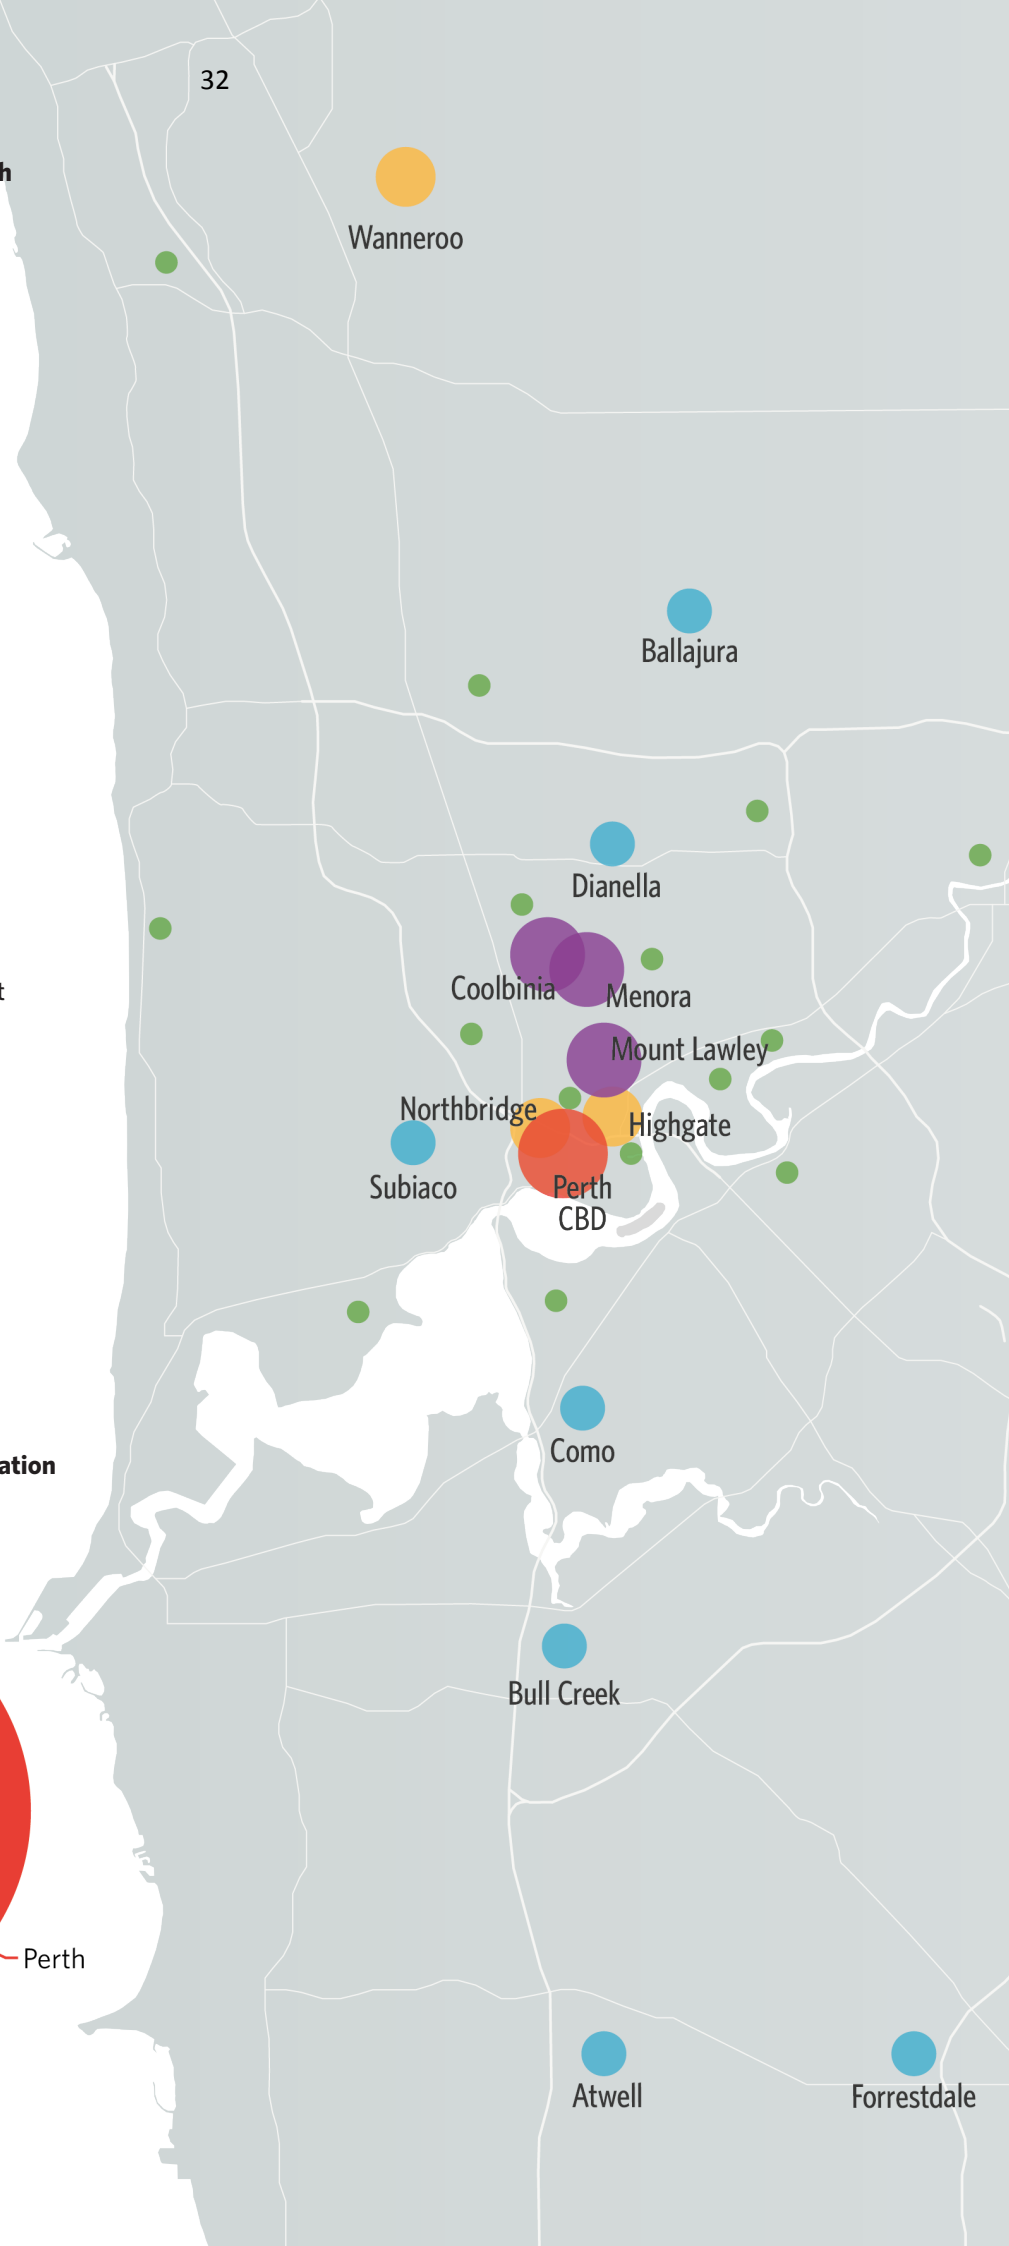 32
h
Wanneroo
Ballajura
Dianella
t
Coolbinia
Menora
Mount Lawley
Northbridge
Highgate
Subiaco
Perth
CBD
Como
ation
Bull Creek
Perth
Atwell
Forrestdale